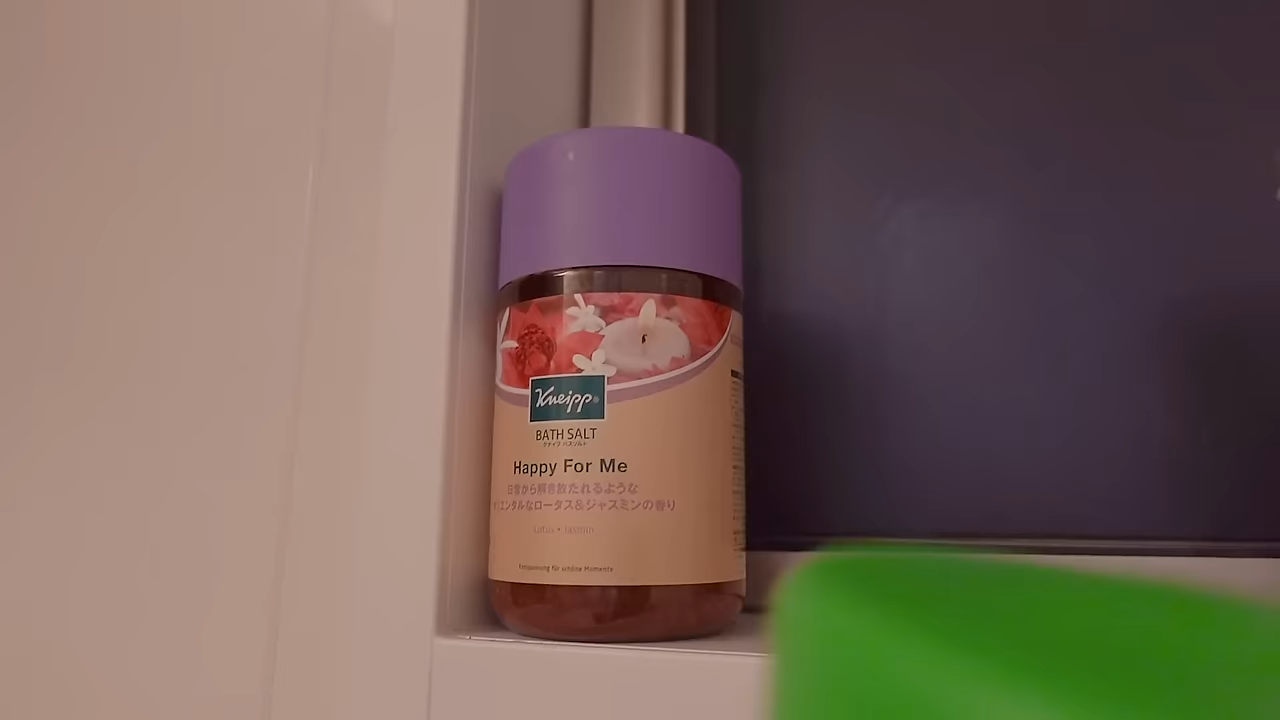 Kneipp®
BATH SALT
クナイプ バスソルト
Happy For Me
日常から解き放たれるような
リエンタルなロータス&ジャスミンの香り
Lotus • Jasmin
Entspannung für schöne Momente